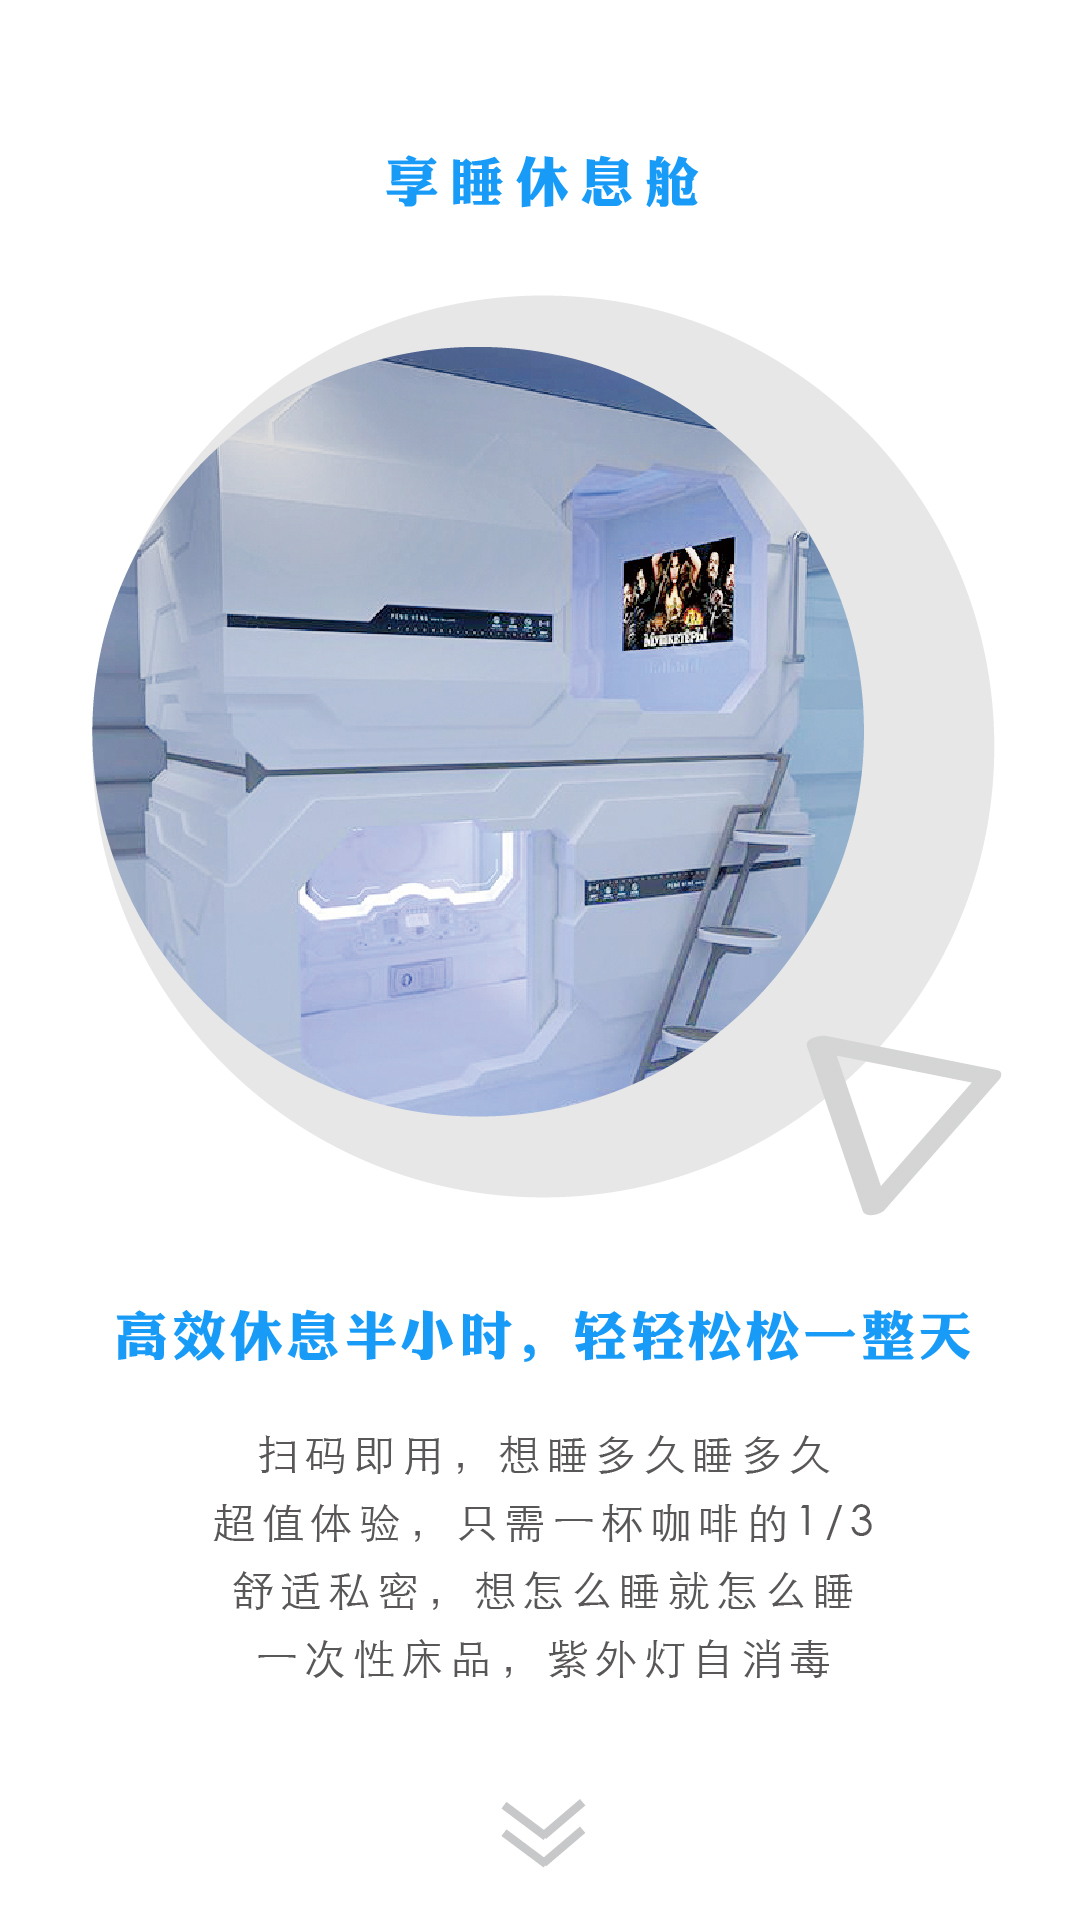 享睡休息舱
PENG HENG
МУШКЕТЕРЫ
高效休息半小时，轻轻松松一整天
扫码即用，想睡多久睡多久
超值体验，只需一杯咖啡的1/3
舒适私密，想怎么睡就怎么睡
一次性床品，紫外灯自消毒